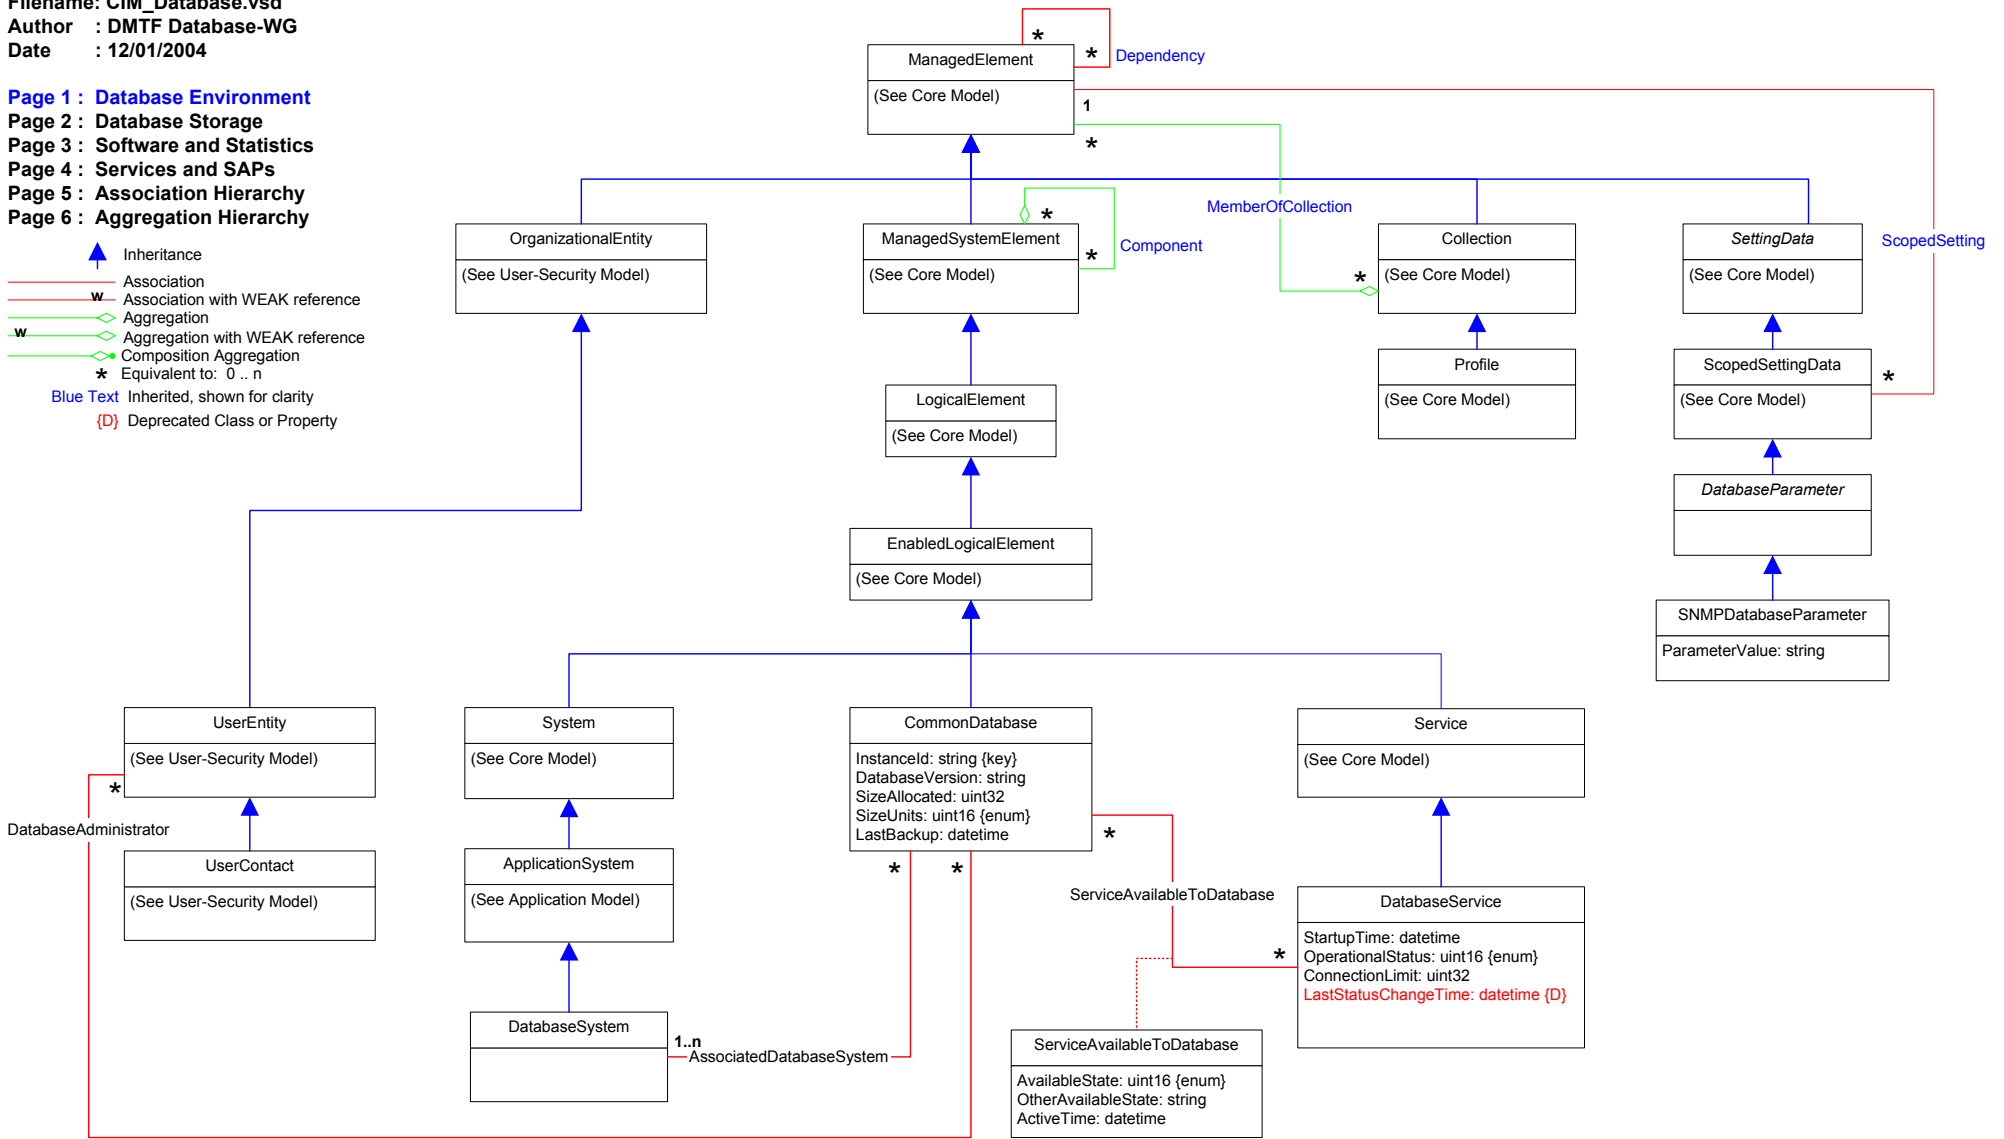 Filename: CIM_Database.vsd
Author : DMTF Database-WG
Date : 12/01/2004
Page 1 : Database Environment
Page 2 : Database Storage
Page 3 : Software and Statistics
Page 4 : Services and SAPs
Page 5 : Association Hierarchy
Page 6 : Aggregation Hierarchy
Inheritance
Association
w Association with WEAK reference
Aggregation
w Aggregation with WEAK reference
Composition Aggregation
* Equivalent to: 0 .. n
Blue Text Inherited, shown for clarity
{D} Deprecated Class or Property
*
*
Dependency
ManagedElement
(See Core Model)
1
*
MemberOfCollection
*
ScopedSetting
*
OrganizationalEntity
(See User-Security Model)
ManagedSystemElement
(See Core Model)
*
*
Component
Collection
(See Core Model)
SettingData
(See Core Model)
Profile
(See Core Model)
ScopedSettingData
(See Core Model)
LogicalElement
(See Core Model)
DatabaseParameter
EnabledLogicalElement
(See Core Model)
SNMPDatabaseParameter
ParameterValue: string
UserEntity
(See User-Security Model)
*
DatabaseAdministrator
UserContact
(See User-Security Model)
System
(See Core Model)
ApplicationSystem
(See Application Model)
DatabaseSystem
1..n
AssociatedDatabaseSystem
CommonDatabase
InstanceId: string {key}
DatabaseVersion: string
SizeAllocated: uint32
SizeUnits: uint16 {enum}
LastBackup: datetime
*
*
*
ServiceAvailableToDatabase
*
Service
(See Core Model)
DatabaseService
StartupTime: datetime
OperationalStatus: uint16 {enum}
ConnectionLimit: uint32
LastStatusChangeTime: datetime {D}
ServiceAvailableToDatabase
AvailableState: uint16 {enum}
OtherAvailableState: string
ActiveTime: datetime